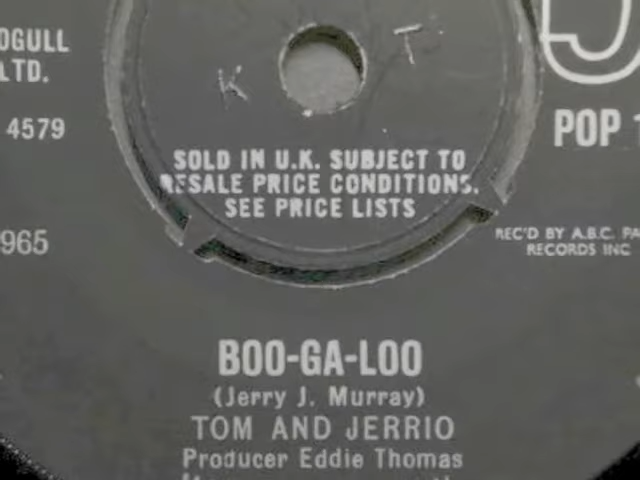 OGULL
LTD.
4579
965
K T
SOLD IN U.K. SUBJECT TO
RESALE PRICE CONDITIONS.
SEE PRICE LISTS
POP 1
REC'D BY A.B.C. PA
RECORDS INC
BOO-GA-LOO
(Jerry J. Murray)
TOM AND JERRIO
Producer Eddie Thomas